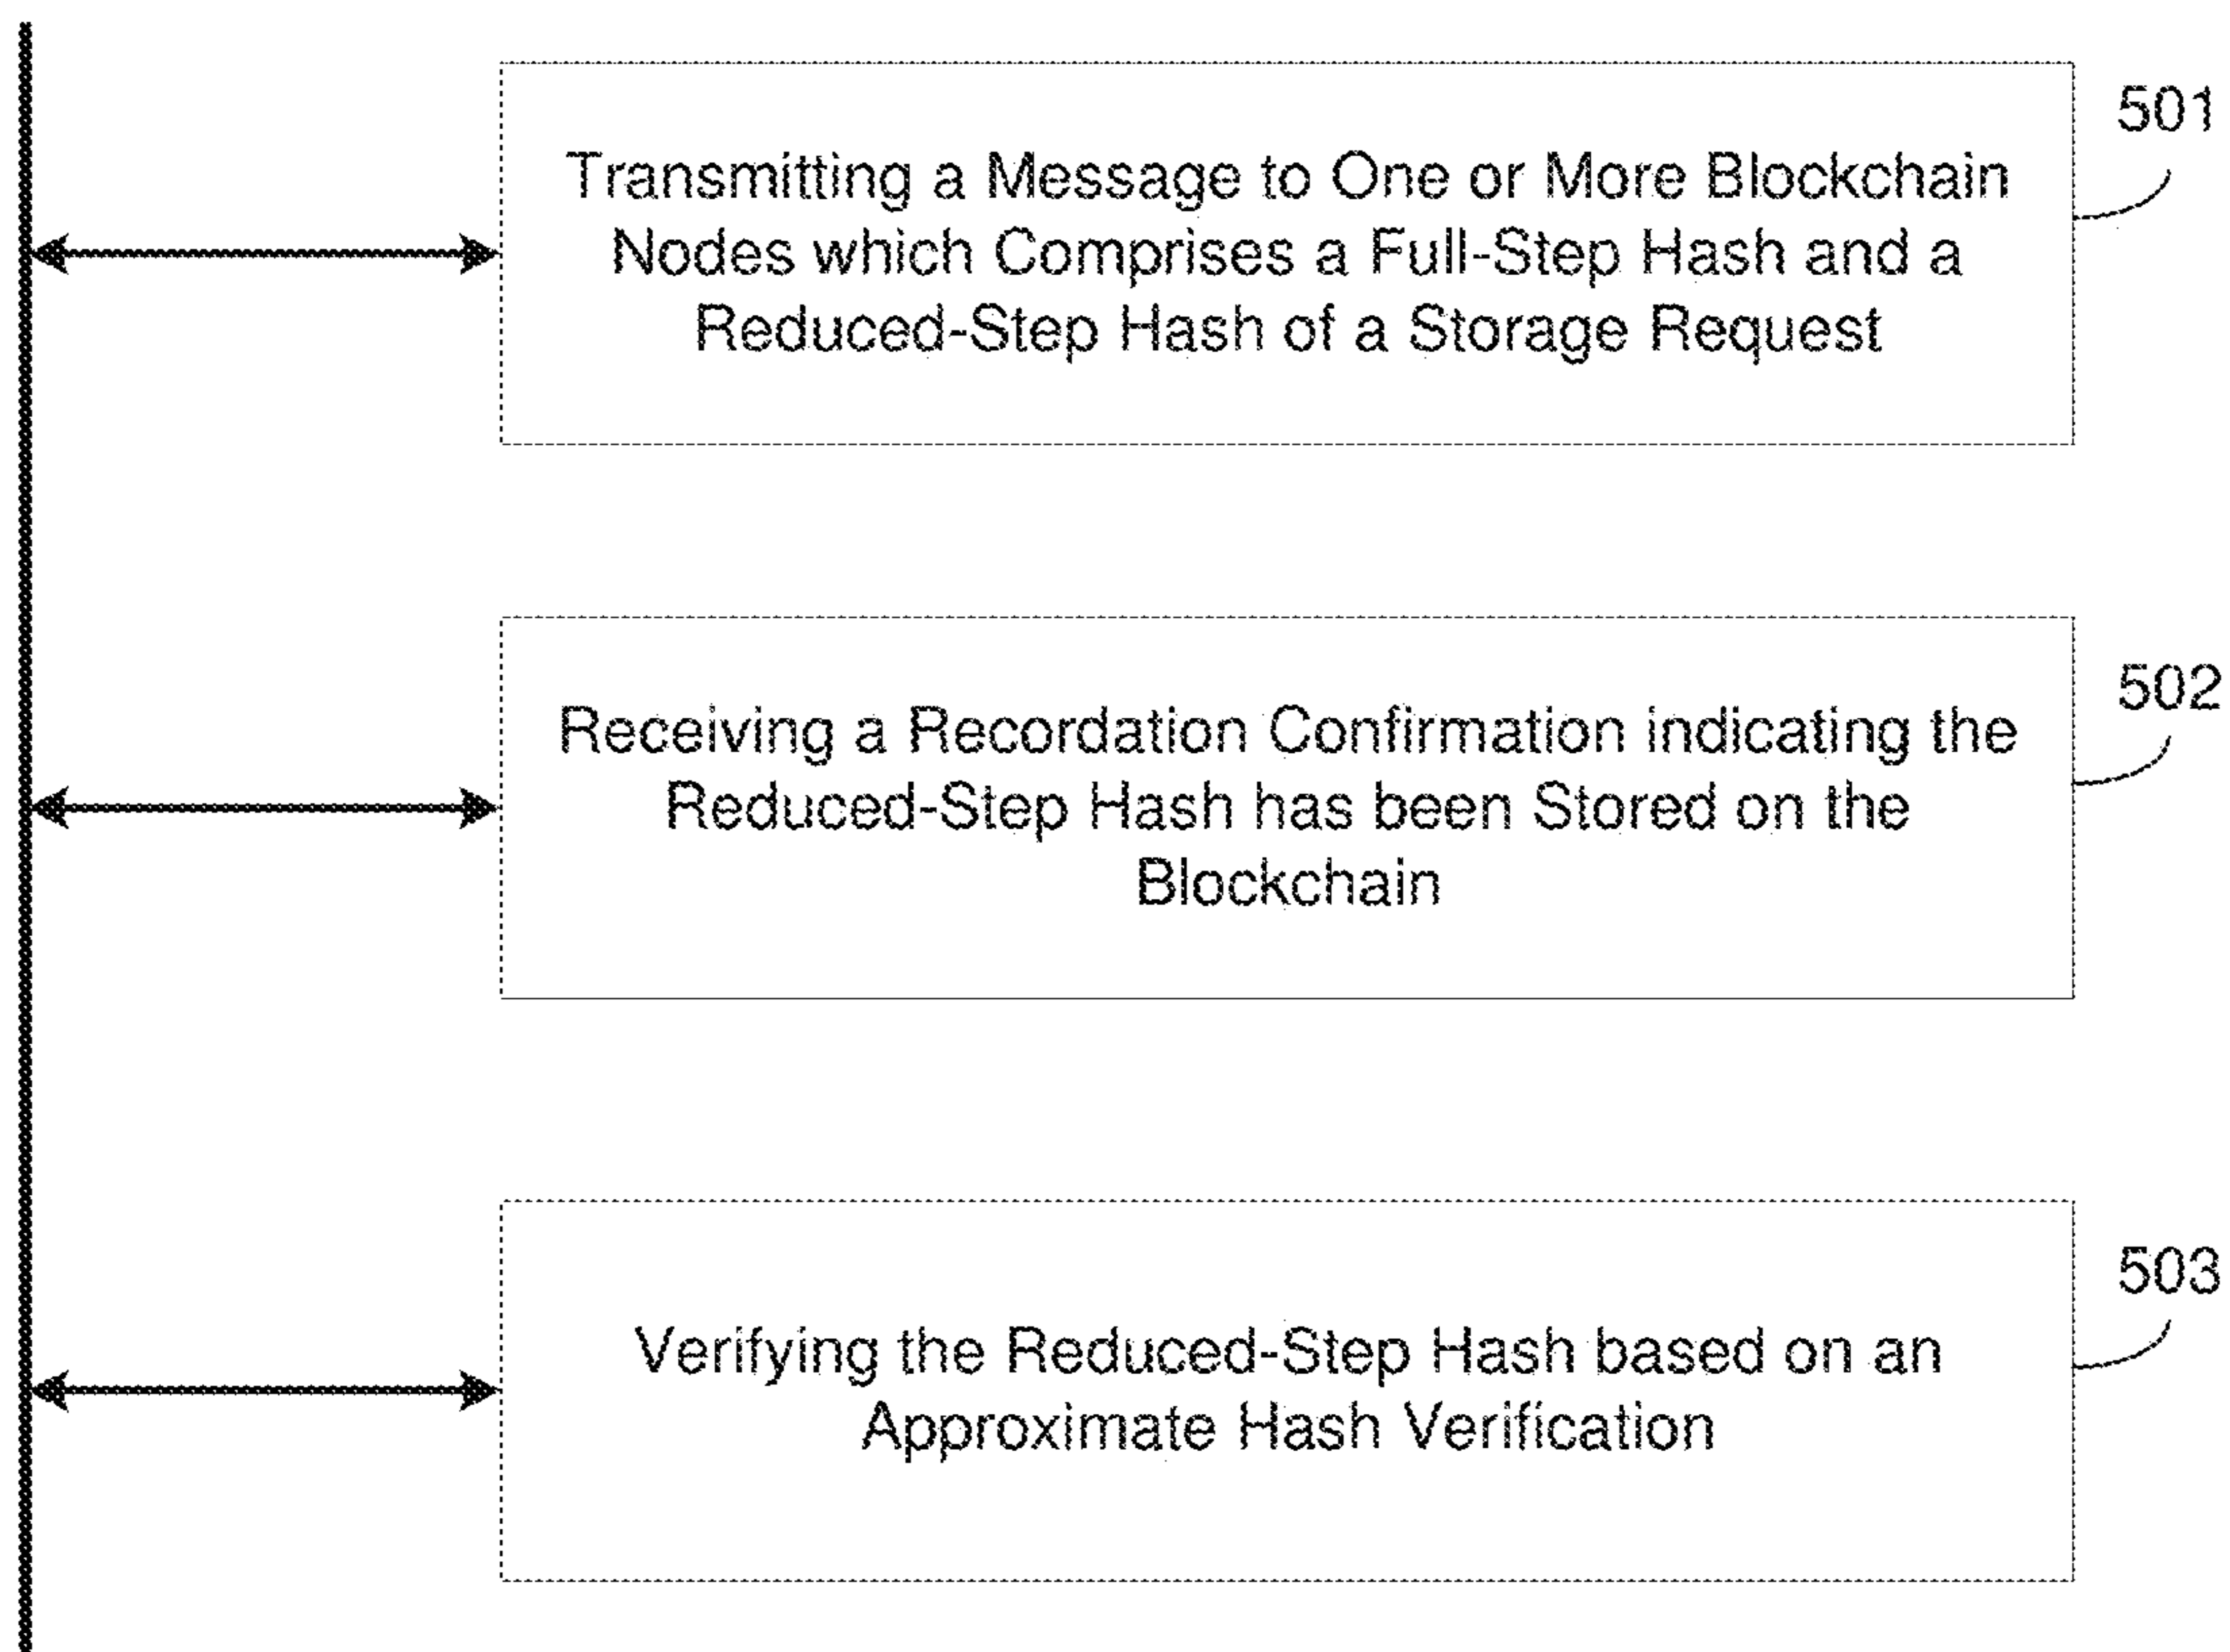 501
Transmitting a Message to One or More Blockchain
Nodes which Comprises a Full-Step Hash and a
Reduced-Step Hash of a Storage Request
502
Receiving a Recordation Confirmation indicating the
Reduced-Step Hash has been Stored on the
Blockchain
503
Verifying the Reduced-Step Hash based on an
Approximate Hash Verification